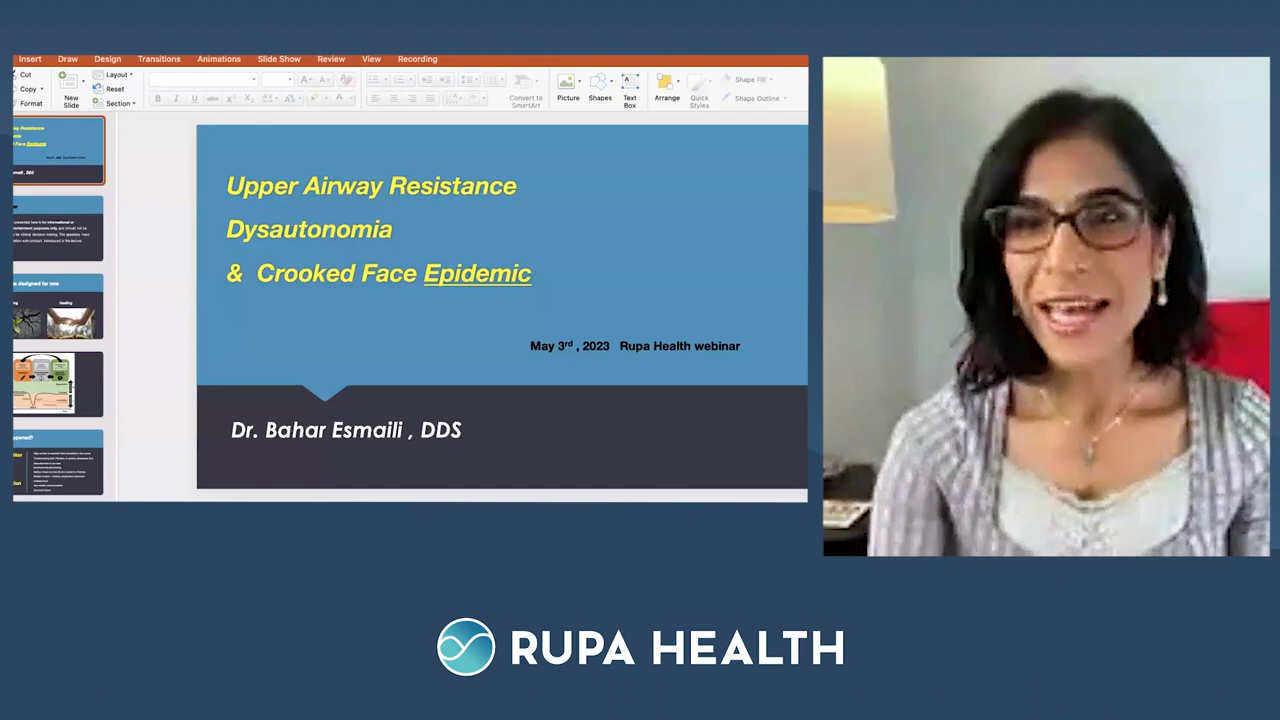 Insert Draw Design Transitions Animations Slide Show Review View Recording
Cut
Copy
Format
New
Slide
Layout
Reset
Section
Convert to
SmartArt
Picture
Shapes
Text
Box
Arrange
Quick
Styles
Shape Fill
Shape Outline
Upper Airway Resistance
Dysautonomia
& Crooked Face Epidemic
May 3rd , 2023 Rupa Health webinar
Dr. Bahar Esmaili , DDS
RUPA HEALTH